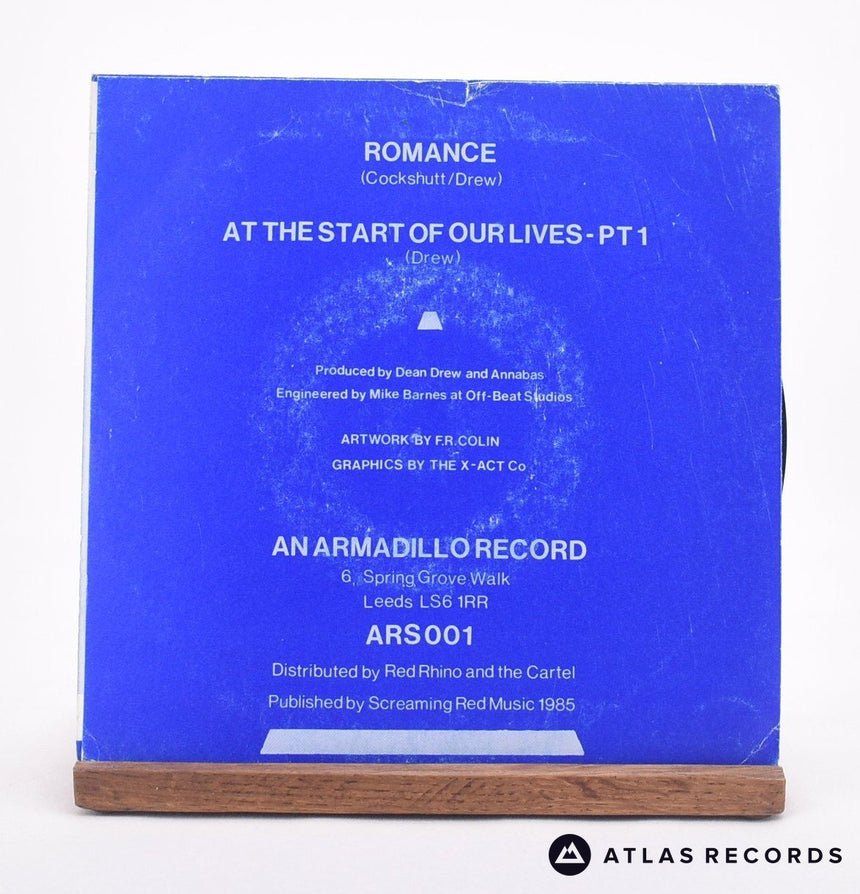 ROMANCE
(Cockshutt/Drew)
AT THE START OF OUR LIVES - PT 1
(Drew)
Produced by Dean Drew and Annabas
Engineered by Mike Barnes at Off-Beat Studios
ARTWORK BY F.R.COLIN
GRAPHICS BY THE X-ACT Co
AN ARMADILLO RECORD
6, Spring Grove Walk
Leeds LS6 1RR
ARS 001
Distributed by Red Rhino and the Cartel
Published by Screaming Red Music 1985
ATLAS RECORDS